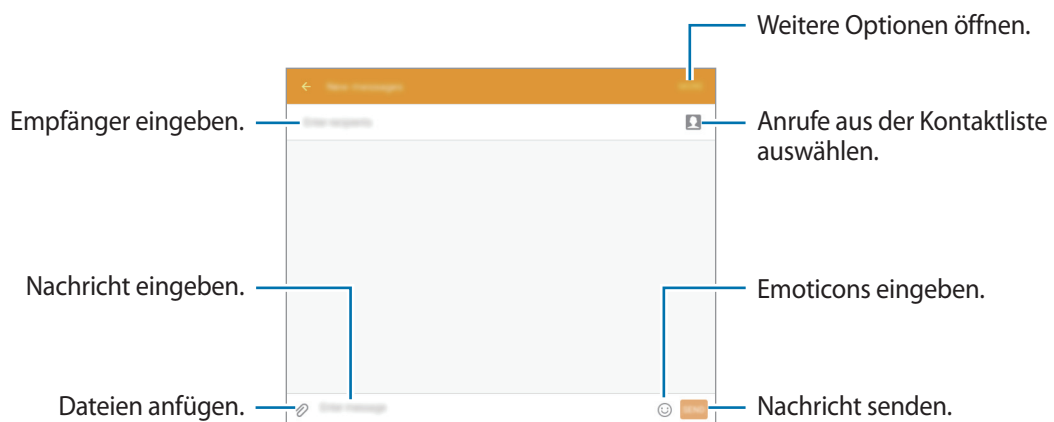 Weitere Optionen öffnen.
Empfänger eingeben.
Anrufe aus der Kontaktliste
auswählen.
Nachricht eingeben.
Emoticons eingeben.
Dateien anfügen.
Nachricht senden.